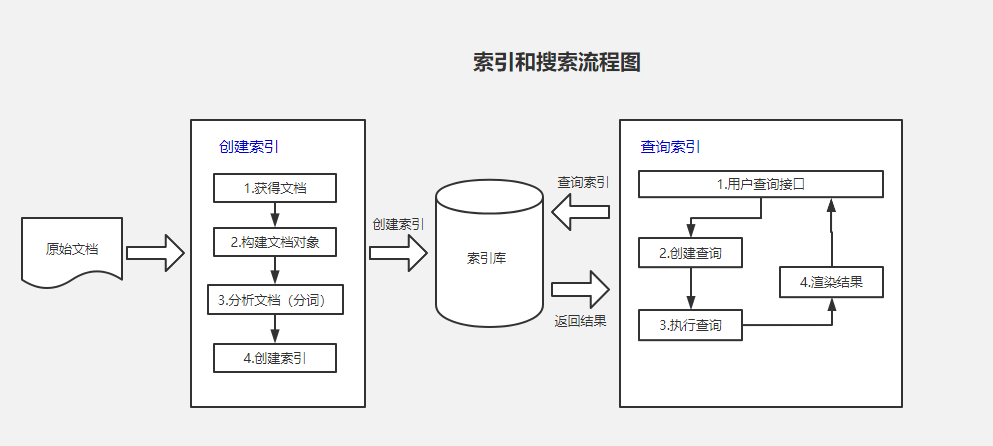 索引和搜索流程图
原始文档
创建索引
1.获得文档
2.构建文档对象
3.分析文档（分词）
4.创建索引
创建索引
索引库
查询索引
返回结果
查询索引
1.用户查询接口
2.创建查询
3.执行查询
4.渲染结果